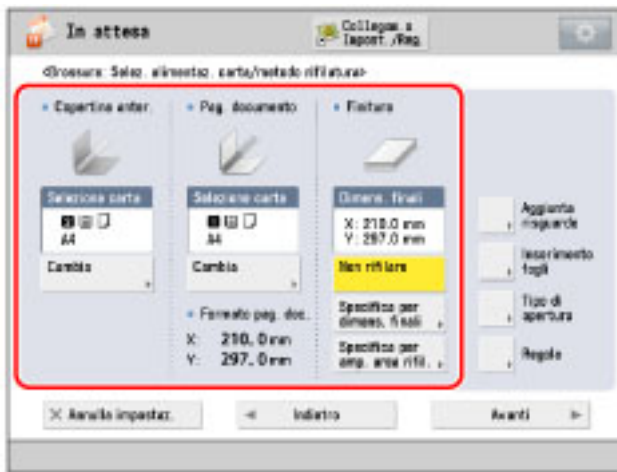 In attesa
Collegam. a
Impost./Reg.
<Brossura: Selez. alimentaz. carta/metodo rifilatura>
Copertina anter.
Pag. documento
Finitura
Seleziona carta
A4
Cambia
Seleziona carta
A4
Cambia
Formato pag. doc.
X: 210,0mm
Y: 297,0mm
Dimens. finali
X: 210.0 mm
Y: 297.0 mm
Non rifilare
Specifica per
dimens. finali
Specifica per
amp. area rifil.
Aggiunta
risguardo
Inserimento
fogli
Tipo di
apertura
Regola
Annulla impostaz.
Indietro
Avanti